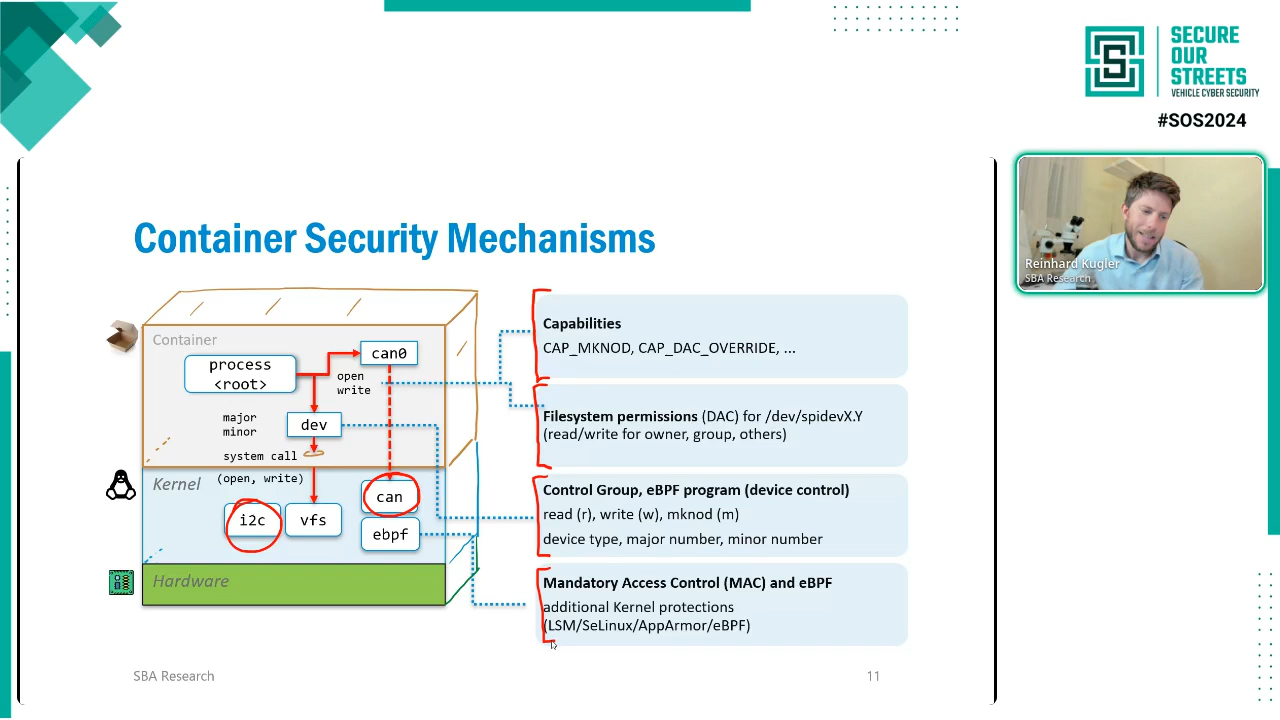 SECURE
OUR
STREETS
VEHICLE CYBER SECURITY
#SOS2024
Reinhard Kugler
SBA Research
Container Security Mechanisms
Container
process
<root>
can0
open
write
major
minor
dev
system call
(open, write)
Kernel
i2c
vfs
can
ebpf
Hardware
Capabilities
CAP_MKNOD, CAP_DAC_OVERRIDE, ...
Filesystem permissions (DAC) for /dev/spidevX.Y
(read/write for owner, group, others)
Control Group, eBPF program (device control)
read (r), write (w), mknod (m)
device type, major number, minor number
Mandatory Access Control (MAC) and eBPF
additional Kernel protections
(LSM/SeLinux/AppArmor/eBPF)
SBA Research
11